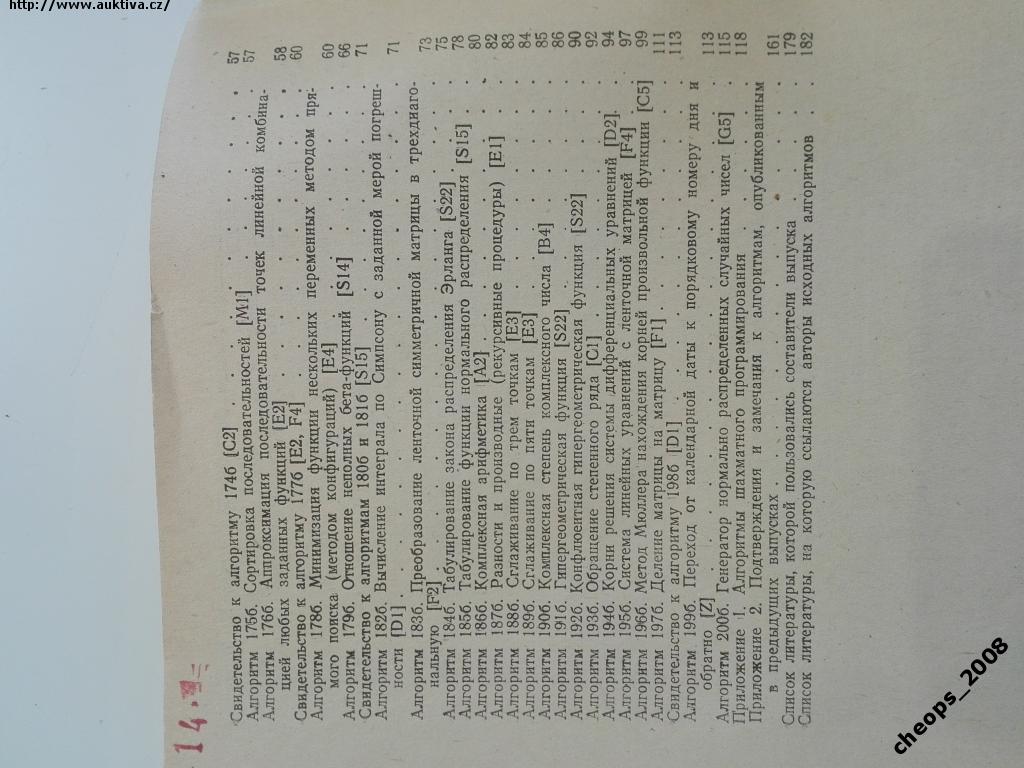 http://www.auktiva.cz/
14.
Свидетельство к алгоритму 174б [C2] . . . . . . . . 57
Алгоритм 175б. Сортировка последовательностей [M1] . . . . . 57
Алгоритм 176б. Аппроксимация последовательности точек линейной комбина-
цией любых заданных функций [E2] . . . . . . . . 58
Свидетельство к алгоритму 177б [E2, F4] . . . . . . . 60
Алгоритм 178б. Минимизация функции нескольких переменных методом пря-
мого поиска (методом конфигураций) [E4] . . . . . . . 60
Алгоритм 179б. Отношение неполных бета-функций [S14] . . . . 66
Свидетельство к алгоритмам 180б и 181б [S15] . . . . . . 71
Алгоритм 182б. Вычисление интеграла по Симпсону с заданной мерой погреш-
ности [D1] . . . . . . . . . . . 71
Алгоритм 183б. Преобразование ленточной симметричной матрицы в трехдиаго-
нальную [F2] . . . . . . . . . . . 73
Алгоритм 184б. Табулирование закона распределения Эрланга [S22] . . . 75
Алгоритм 185б. Табулирование функции нормального распределения [S15] . 78
Алгоритм 186б. Комплексная арифметика [A2] . . . . . . 80
Алгоритм 187б. Разности и производные (рекурсивные процедуры) [E1] . . 82
Алгоритм 188б. Сглаживание по трем точкам [E3] . . . . . 83
Алгоритм 189б. Сглаживание по пяти точкам [E3] . . . . . 84
Алгоритм 190б. Комплексная степень комплексного числа [B4] . . . . 85
Алгоритм 191б. Гипергеометрическая функция [S22] . . . . . 86
Алгоритм 192б. Конфлюентная гипергеометрическая функция [S22] . . . 90
Алгоритм 193б. Обращение степенного ряда [C1] . . . . . 92
Алгоритм 194б. Корни решения системы дифференциальных уравнений [D2]. . 94
Алгоритм 195б. Система линейных уравнений с ленточной матрицей [F4] . 97
Алгоритм 196б. Метод Мюллера нахождения корней произвольной функции [C5] 99
Алгоритм 197б. Деление матрицы на матрицу [F1] . . . . . 111
Свидетельство к алгоритму 198б [D1] . . . . . . . 113
Алгоритм 199б. Переход от календарной даты к порядковому номеру дня и
обратно [Z] . . . . . . . . . . . 113
Алгоритм 200б. Генератор нормально распределенных случайных чисел [G5] . 115
Приложение 1. Алгоритмы шахматного программирования . . . . 118
Приложение 2. Подтверждения и замечания к алгоритмам, опубликованным
в предыдущих выпусках . . . . . . . . . 161
Список литературы, которой пользовались составители выпуска . . . 179
Список литературы, на которую ссылаются авторы исходных алгоритмов . . 182
cheops_2008